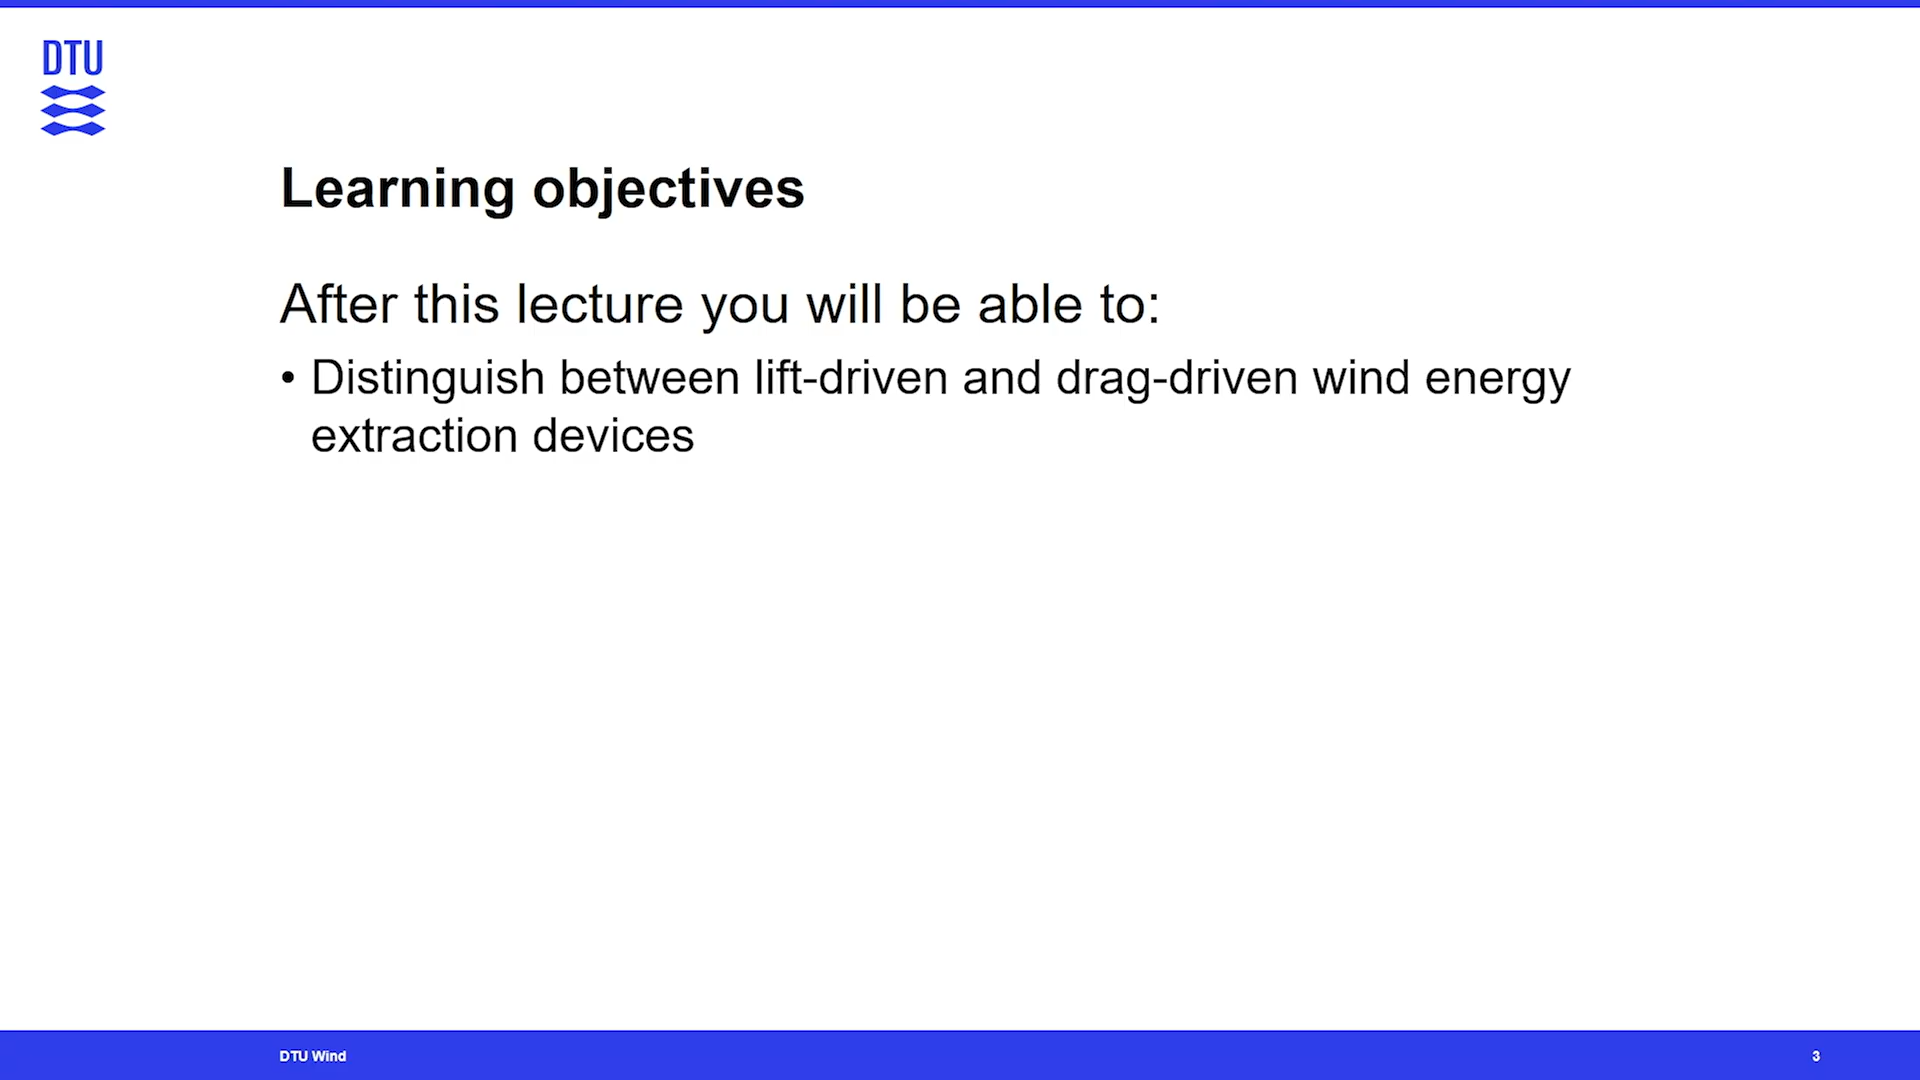 DTU
Learning objectives
After this lecture you will be able to:
• Distinguish between lift-driven and drag-driven wind energy
extraction devices
DTU Wind
3